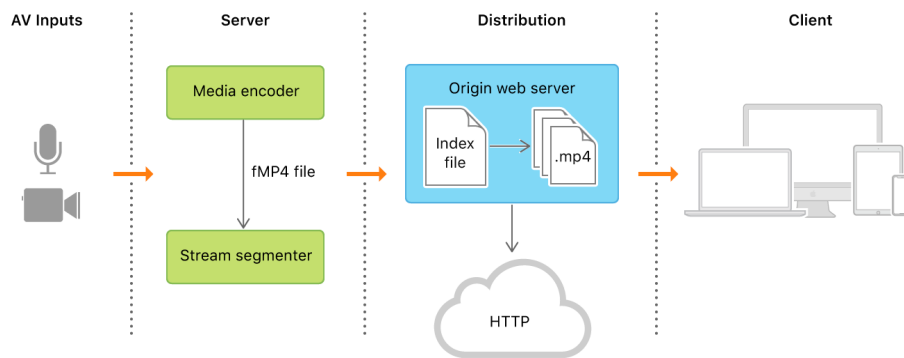 AV Inputs
Server
Distribution
Client
Media encoder
fMP4 file
Stream segmenter
Origin web server
Index
file
.mp4
HTTP